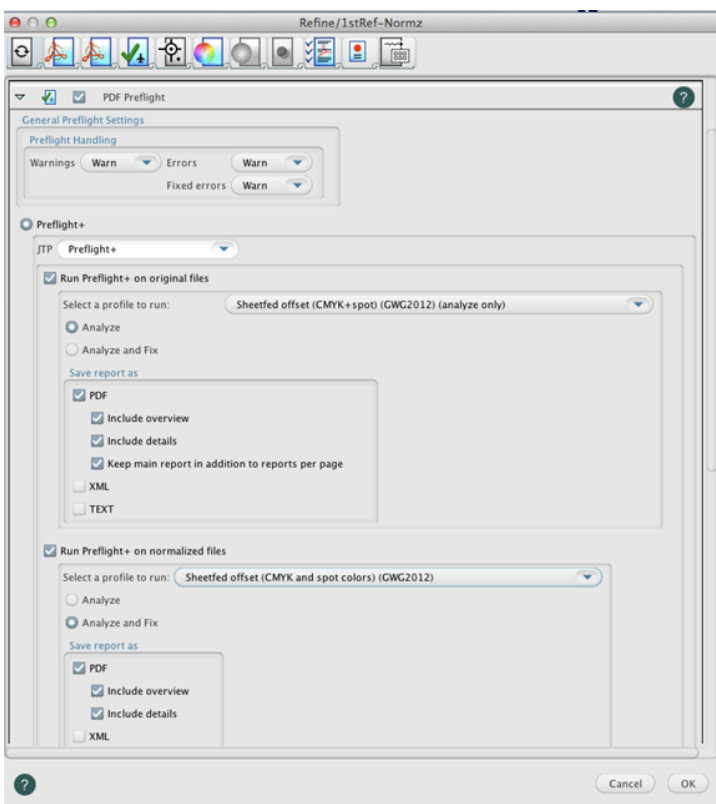 Refine/1stRef-Normz
PDF Preflight
?
General Preflight Settings
Preflight Handling
Warnings Warn Errors Warn
Fixed errors Warn
Preflight+
JTP Preflight+
Run Preflight+ on original files
Select a profile to run: Sheetfed offset (CMYK+spot) (GWG2012) (analyze only)
Analyze
Analyze and Fix
Save report as
PDF
Include overview
Include details
Keep main report in addition to reports per page
XML
TEXT
Run Preflight+ on normalized files
Select a profile to run: Sheetfed offset (CMYK and spot colors) (GWG2012)
Analyze
Analyze and Fix
Save report as
PDF
Include overview
Include details
XML
? Cancel OK